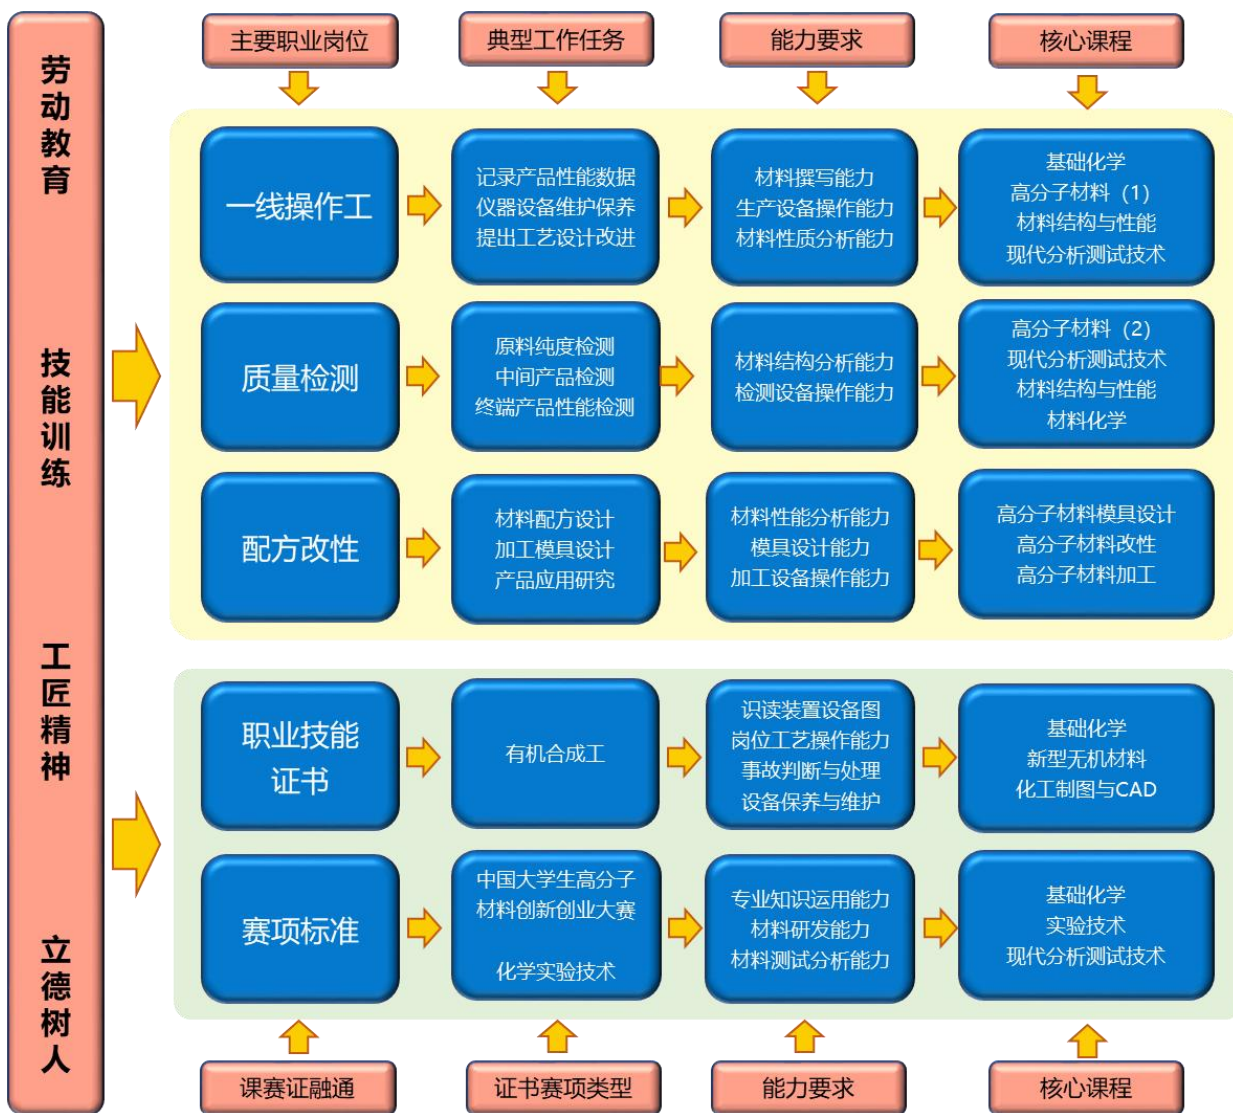 劳动教育
技能训练
工匠精神
立德树人
主要职业岗位
典型工作任务
能力要求
核心课程
一线操作工
记录产品性能数据
仪器设备维护保养
提出工艺设计改进
材料撰写能力
生产设备操作能力
材料性质分析能力
基础化学
高分子材料（1）
材料结构与性能
现代分析测试技术
质量检测
原料纯度检测
中间产品检测
终端产品性能检测
材料结构分析能力
检测设备操作能力
高分子材料（2）
现代分析测试技术
材料结构与性能
材料化学
配方改性
材料配方设计
加工模具设计
产品应用研究
材料性能分析能力
模具设计能力
加工设备操作能力
高分子材料模具设计
高分子材料改性
高分子材料加工
职业技能
证书
有机合成工
识读装置设备图
岗位工艺操作能力
事故判断与处理
设备保养与维护
基础化学
新型无机材料
化工制图与CAD
赛项标准
中国大学生高分子
材料创新创业大赛
化学实验技术
专业知识运用能力
材料研发能力
材料测试分析能力
基础化学
实验技术
现代分析测试技术
课赛证融通
证书赛项类型
能力要求
核心课程